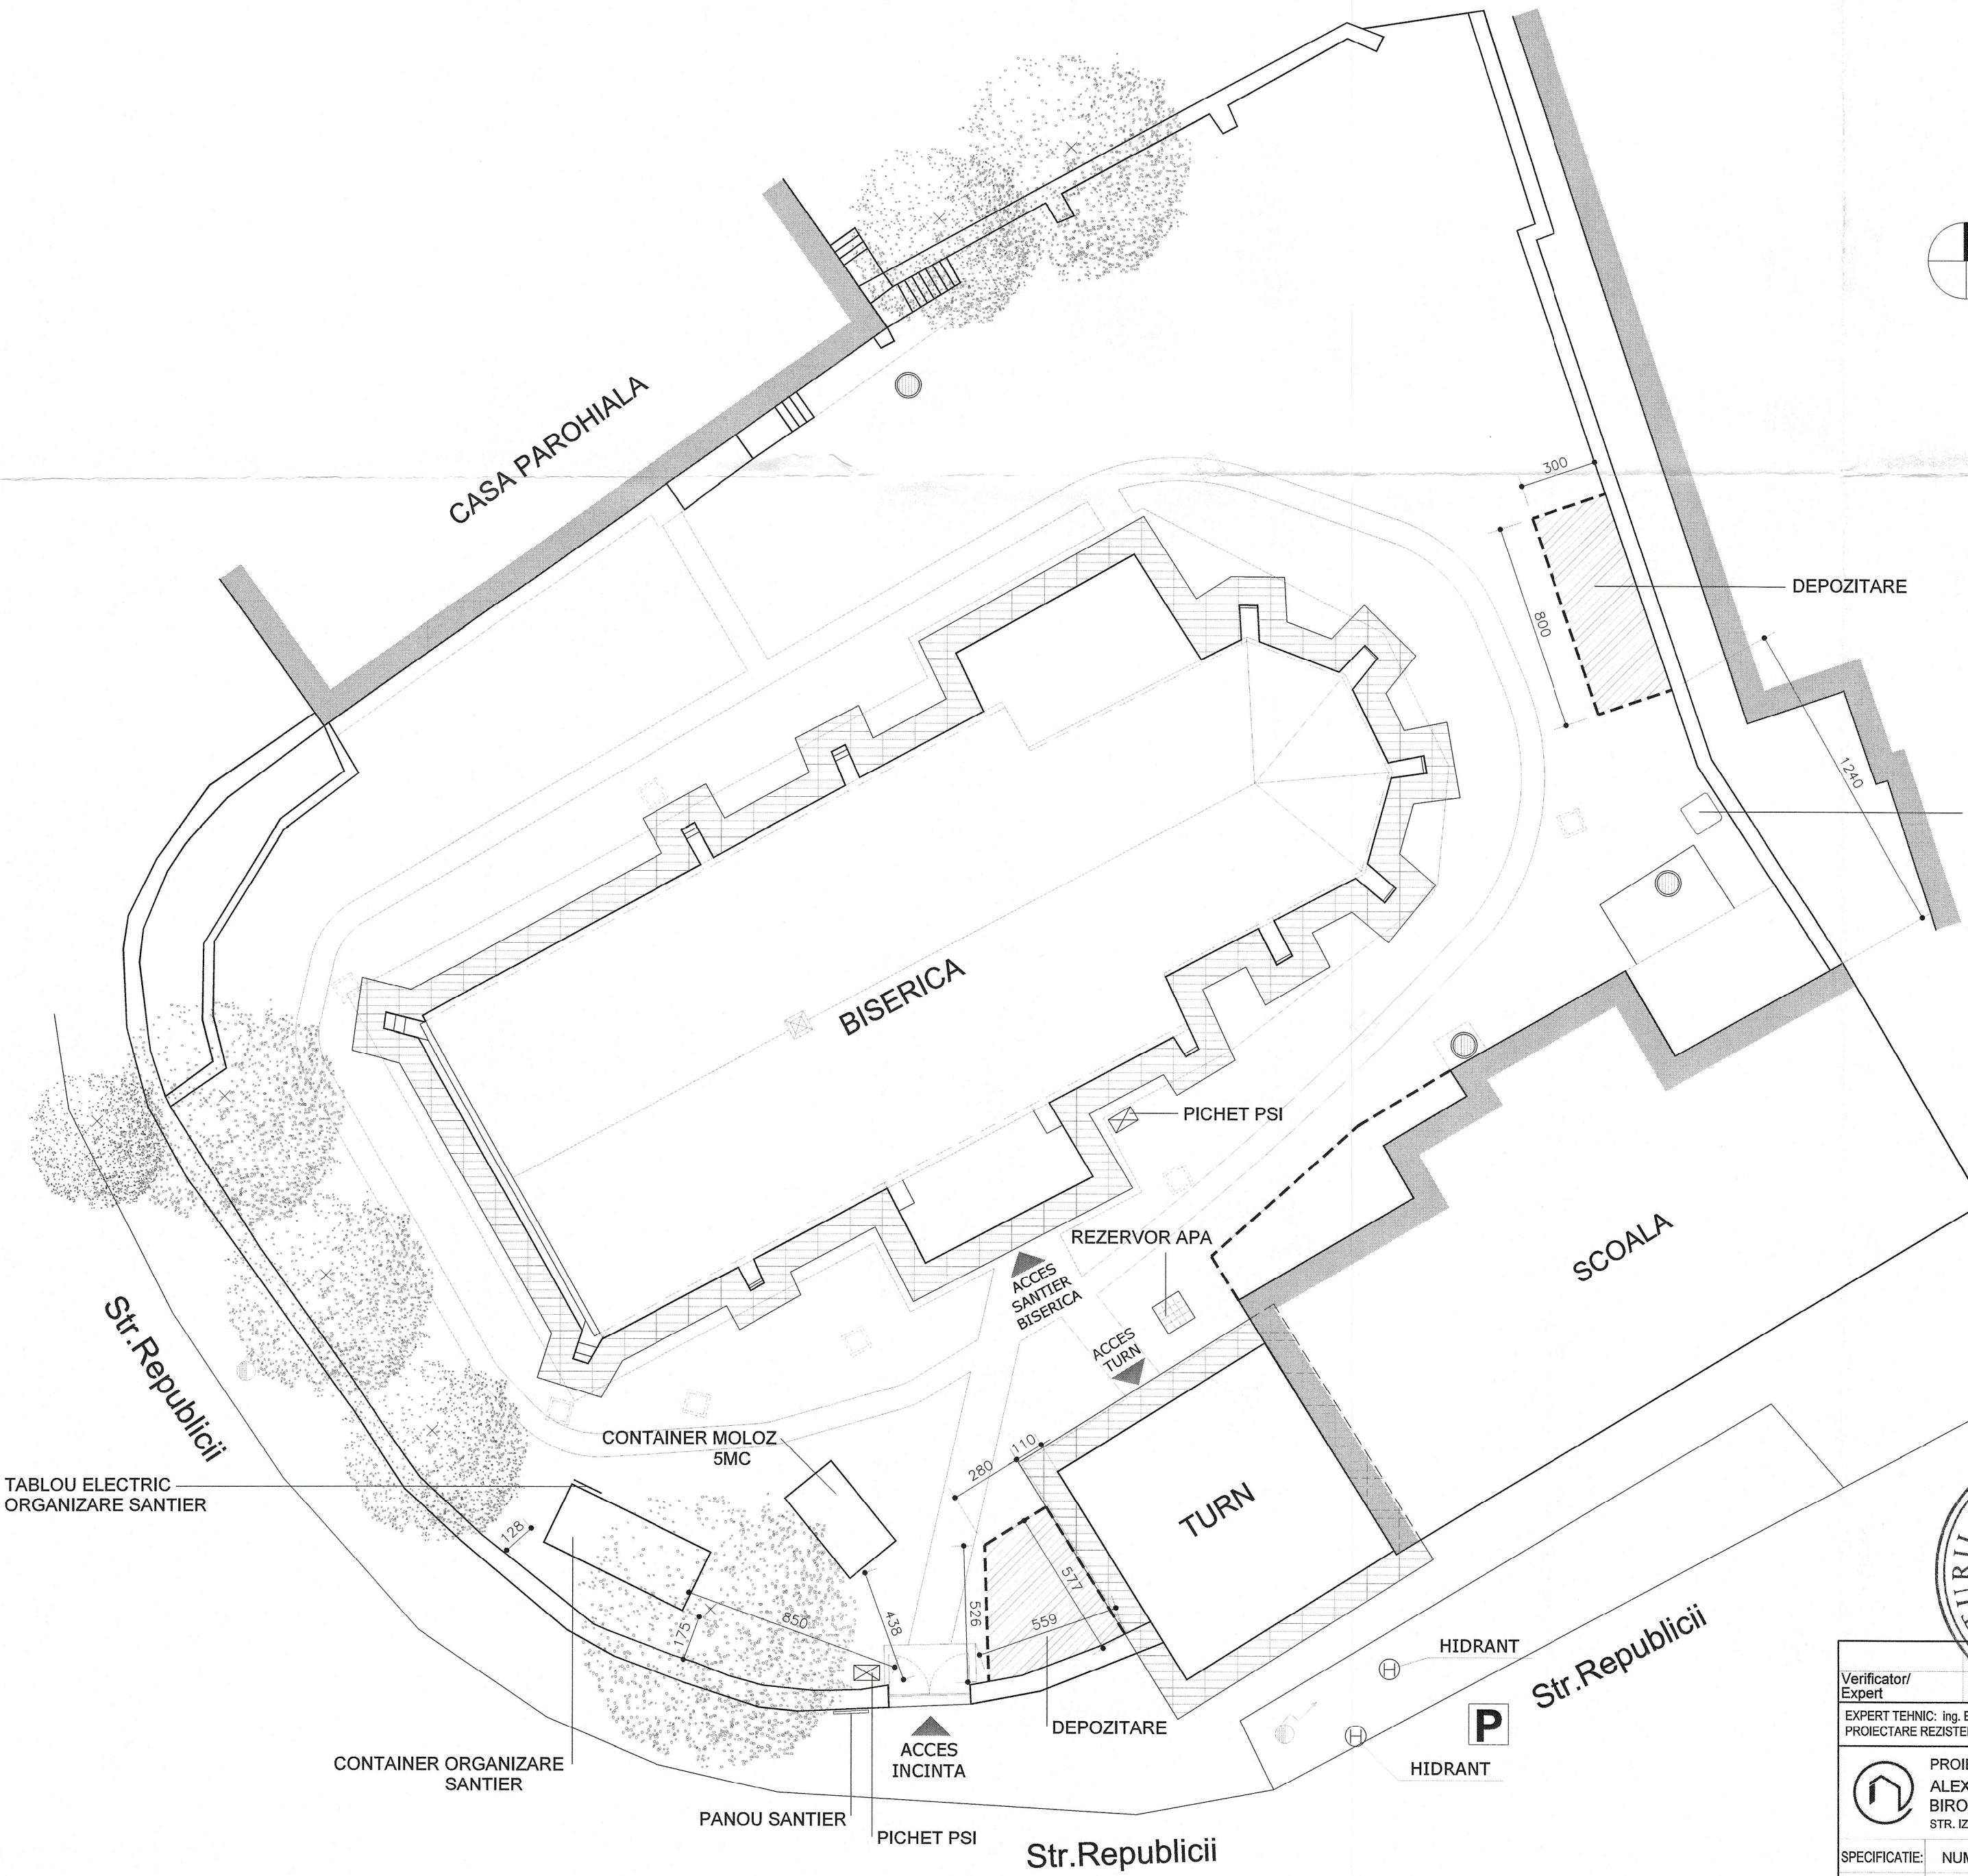 CASA PAROHIALA
300
800
DEPOZITARE
1240
BISERICA
PICHET PSI
REZERVOR APA
ACCES
SANTIER
BISERICA
ACCES
TURN
SCOALA
Str.Republicii
CONTAINER MOLOZ
5MC
TABLOU ELECTRIC
ORGANIZARE SANTIER
128
110
280
TURN
577
526
559
438
850
175
HIDRANT
Str.Republicii
P
DEPOZITARE
ACCES
INCINTA
HIDRANT
CONTAINER ORGANIZARE
SANTIER
PANOU SANTIER
PICHET PSI
Str.Republicii
Verificator/
Expert
EXPERT TEHNIC: ing.
PROIECTARE
STR.
SPECIFICATIE: